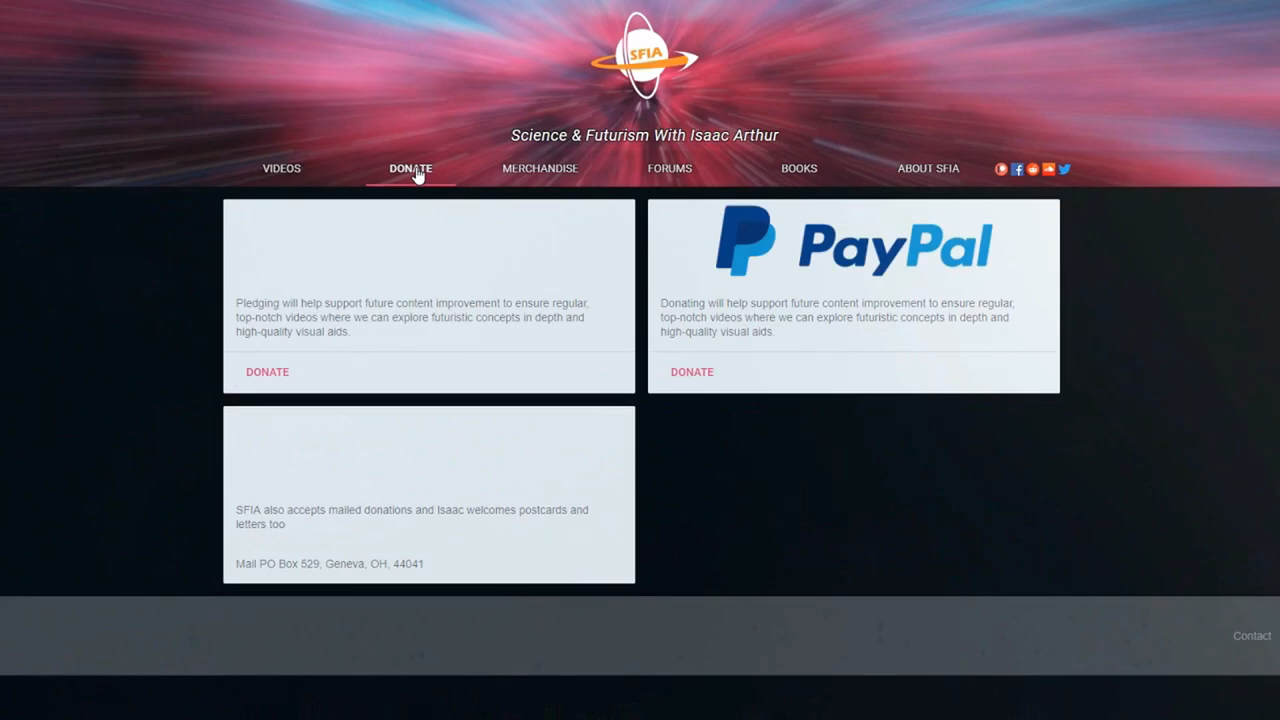 SFIA
Science & Futurism With Isaac Arthur
VIDEOS DONATE MERCHANDISE FORUMS BOOKS ABOUT SFIA
Pledging will help support future content improvement to ensure regular,
top-notch videos where we can explore futuristic concepts in depth and
high-quality visual aids.
DONATE
PayPal
Donating will help support future content improvement to ensure regular,
top-notch videos where we can explore futuristic concepts in depth and
high-quality visual aids.
DONATE
SFIA also accepts mailed donations and Isaac welcomes postcards and
letters too
Mail PO Box 529, Geneva, OH, 44041
Contact